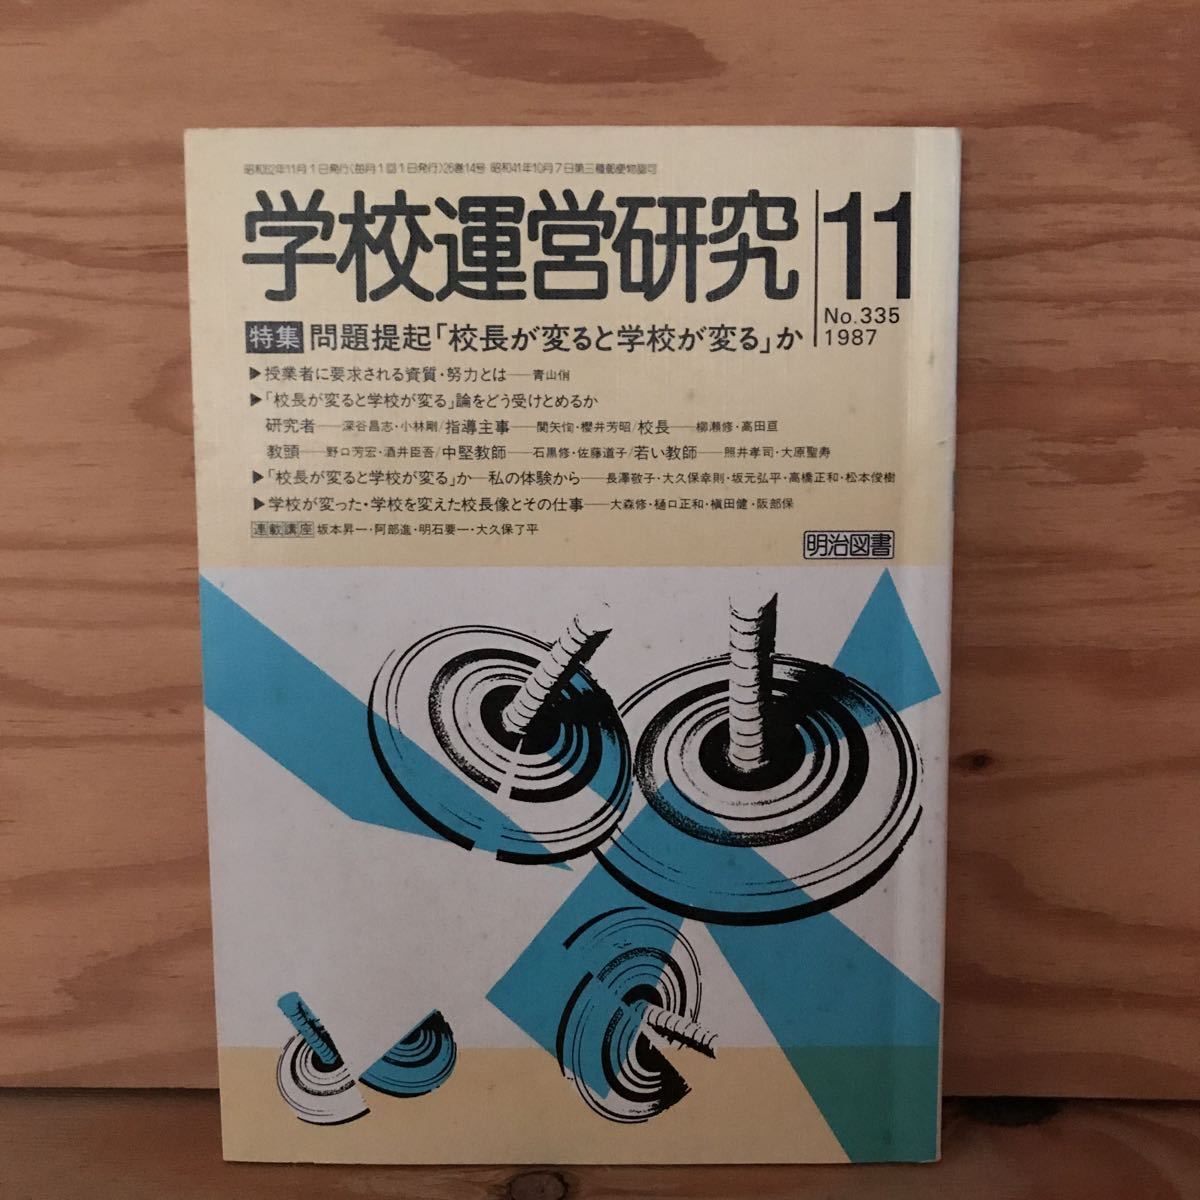 昭和62年11月1日発行(毎月1回1日発行)26巻14号 昭和41年10月7日第三種郵便物認可
学校運営研究 11
No.335
1987
特集 問題提起「校長が変ると学校が変る」か
▶授業者に要求される資質・努力とは──青山俏
▶「校長が変ると学校が変る」論をどう受けとめるか
研究者──深谷昌志・小林剛/指導主事──関矢恂・櫻井芳昭/校長──柳瀬修・高田亘
教頭──野口芳宏・酒井臣吾/中堅教師──石黒修・佐藤道子/若い教師──照井孝司・大原聖寿
▶「校長が変ると学校が変る」か─私の体験から──長澤敬子・大久保幸則・坂元弘平・高橋正和・松本俊樹
▶学校が変った・学校を変えた校長像とその仕事──大森修・樋口正和・槇田健・阪部保
連載講座 坂本昇一・阿部進・明石要一・大久保了平
明治図書